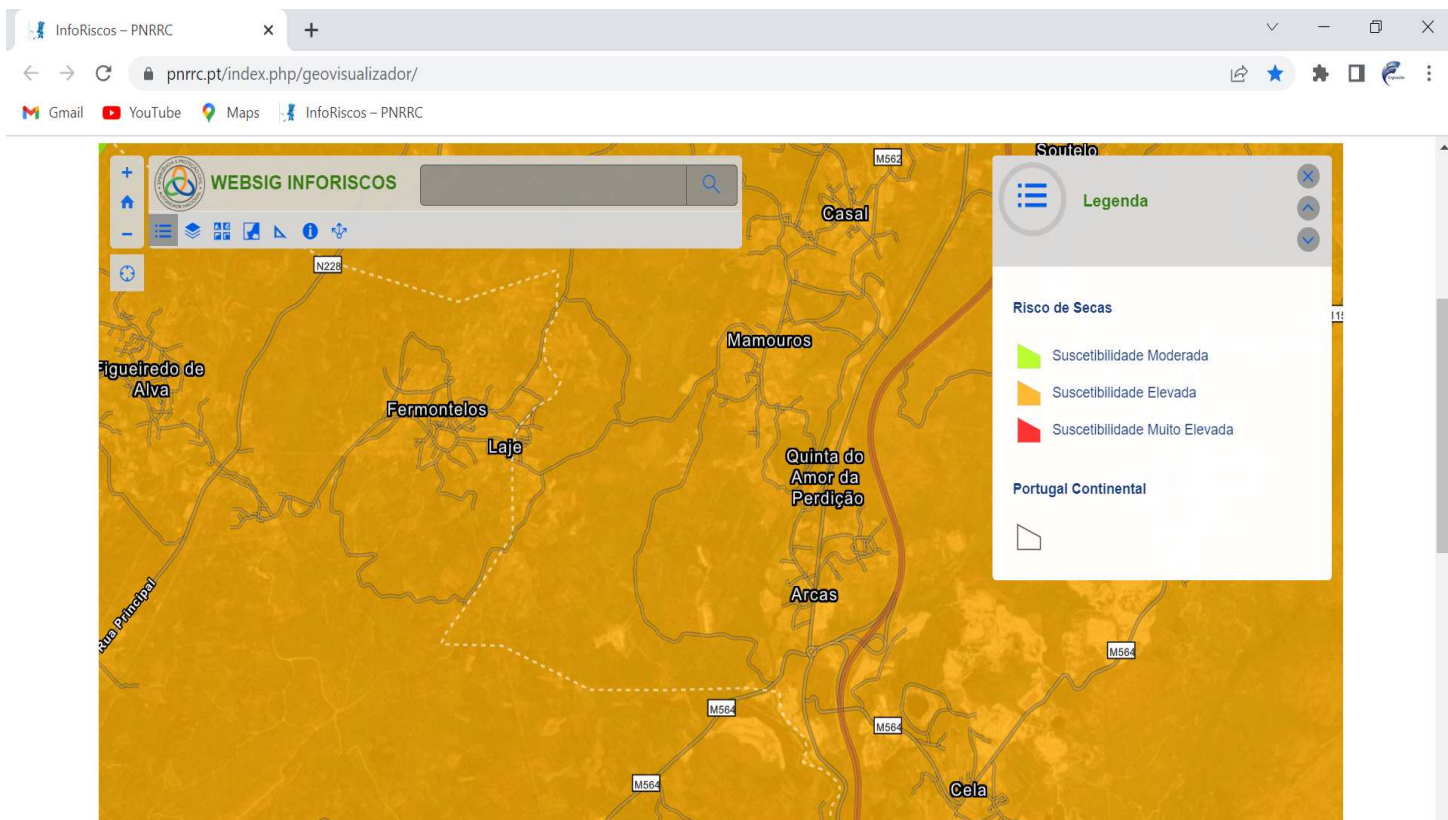 InfoRiscos – PNRRC
pnrrc.pt/index.php/geovisualizador/
Gmail
YouTube
Maps
InfoRiscos – PNRRC
WEBSIG INFORISCOS
M562
Soutelo
Casal
Legenda
N228
Risco de Secas
Mamouros
Suscetibilidade Moderada
Figueiredo de
Alva
Suscetibilidade Elevada
Fermontelos
Suscetibilidade Muito Elevada
Laje
Quinta do
Amor da
Perdição
Portugal Continental
Arcas
Rua Principal
M564
M564
M564
M564
Cela